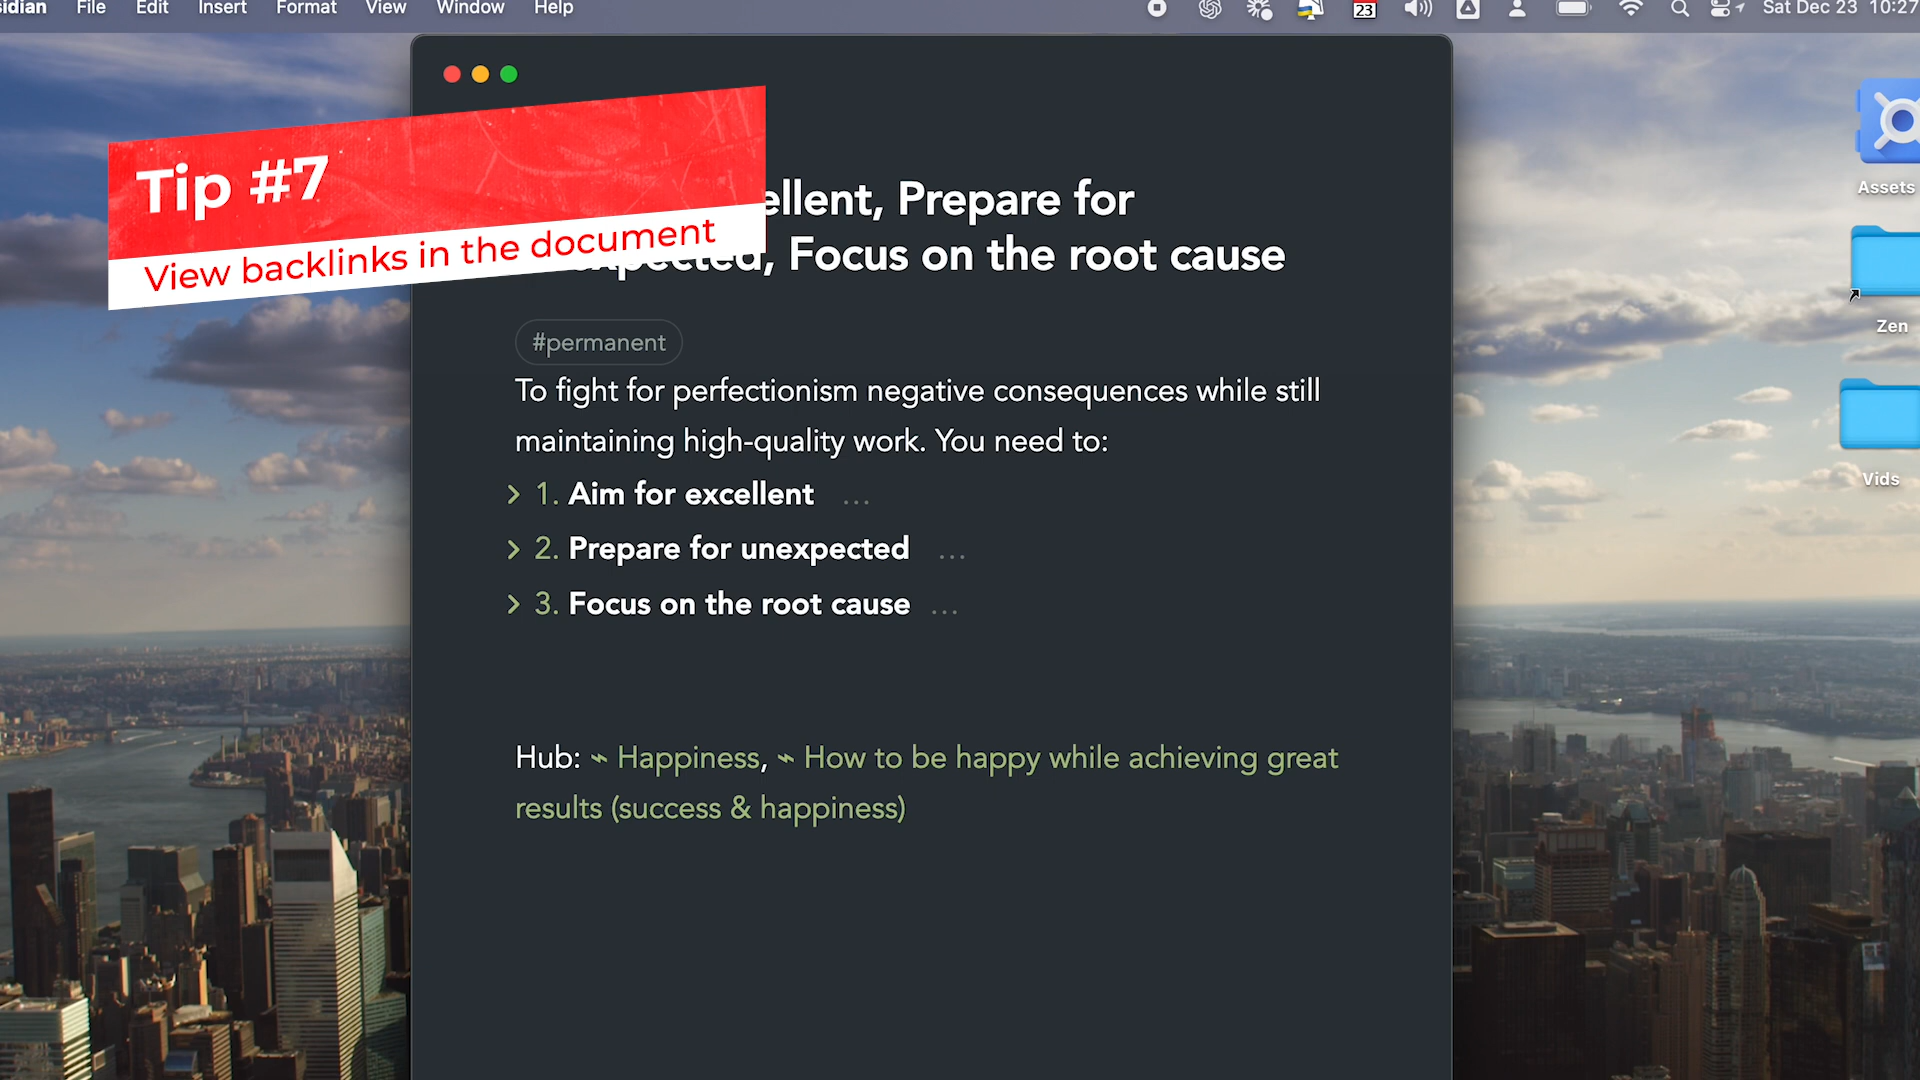 sidian File Edit Insert Format View Window Help 23 Sat Dec 23 10:27
Tip #7
View backlinks in the document
ellent, Prepare for
expected, Focus on the root cause
#permanent
To fight for perfectionism negative consequences while still
maintaining high-quality work. You need to:
1. Aim for excellent ...
2. Prepare for unexpected ...
3. Focus on the root cause ...
Hub: Happiness, How to be happy while achieving great
results (success & happiness)
Assets
Zen
Vids